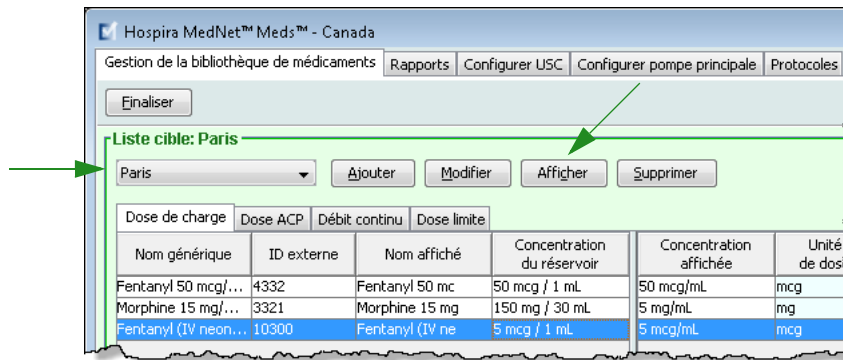 Hospira MedNet™ Meds™ - Canada
Gestion de la bibliothèque de médicaments Rapports Configurer USC Configurer pompe principale Protocoles
Finaliser
Liste cible: Paris
Paris Ajouter Modifier Afficher Supprimer
Dose de charge Dose ACP Débit continu Dose limite
Nom générique ID externe Nom affiché Concentration du réservoir Concentration affichée Unité de dos
Fentanyl 50 mcg/... 4332 Fentanyl 50 mc 50 mcg / 1 mL 50 mcg/mL mcg
Morphine 15 mg/... 3321 Morphine 15 mg 150 mg / 30 mL 5 mg/mL mg
Fentanyl (IV neon... 10300 Fentanyl (IV ne 5 mcg / 1 mL 5 mcg/mL mcg